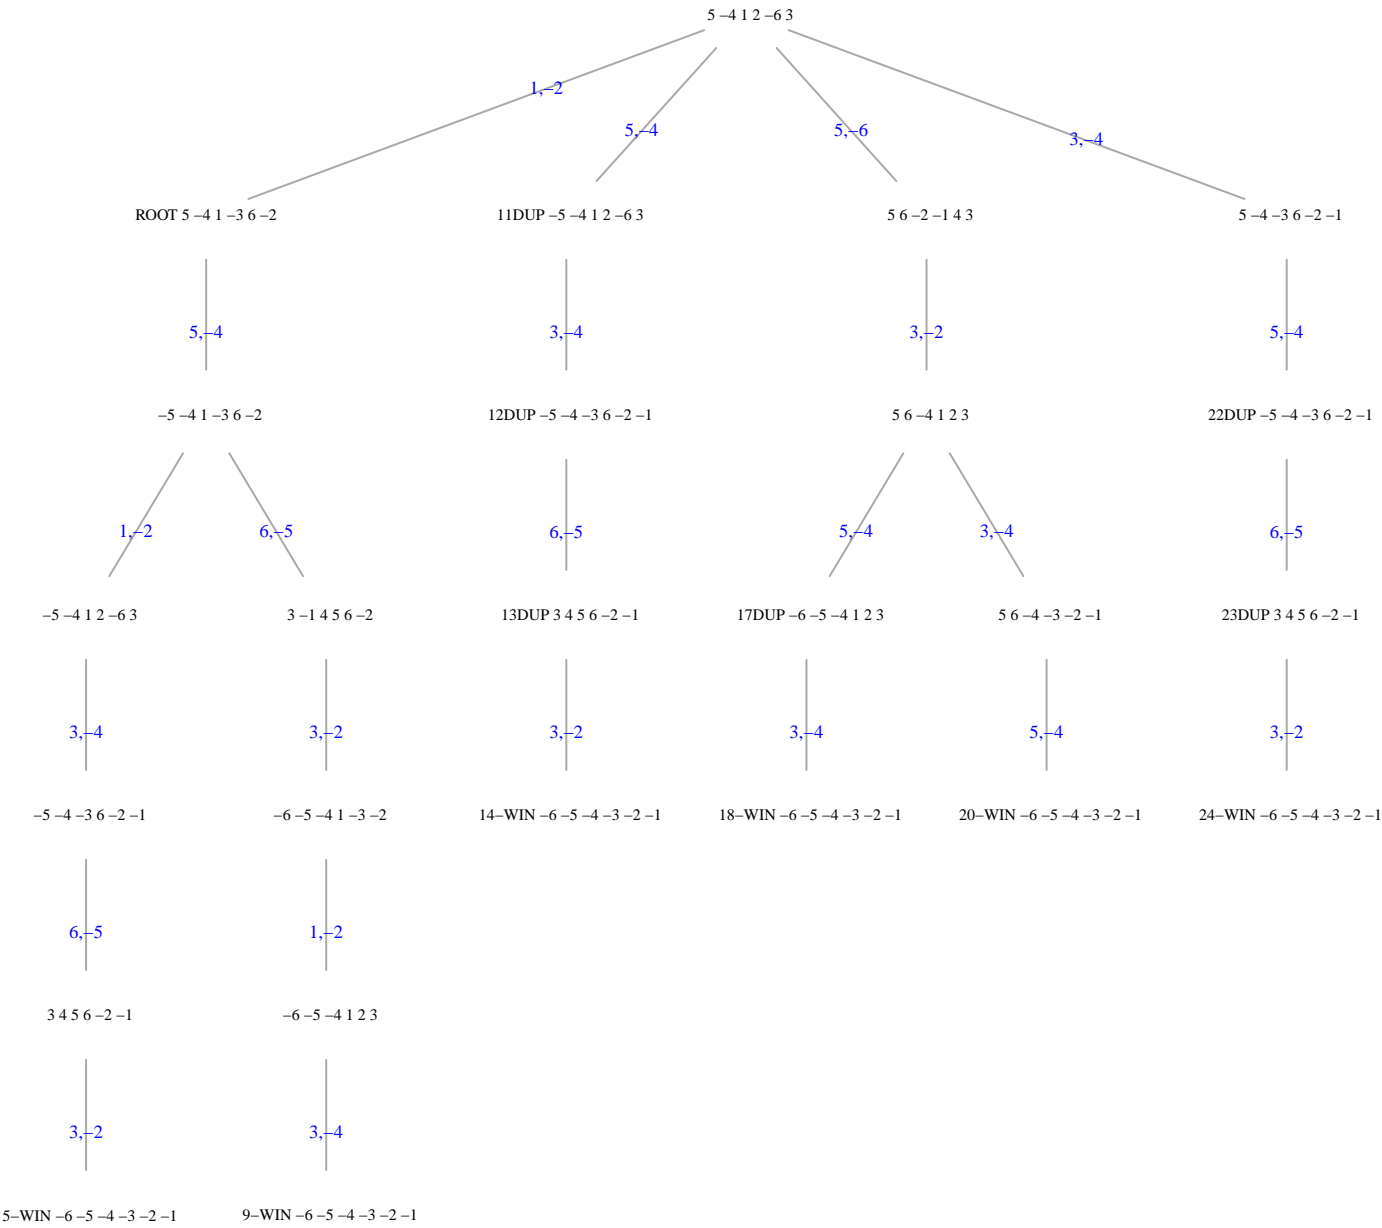 5 –4 1 2 –6 3
1,–2
5,–4
5,–6
3,–4
ROOT 5 –4 1 –3 6 –2
11DUP –5 –4 1 2 –6 3
5 6 –2 –1 4 3
5 –4 –3 6 –2 –1
5,–4
3,–4
3,–2
5,–4
–5 –4 1 –3 6 –2
12DUP –5 –4 –3 6 –2 –1
5 6 –4 1 2 3
22DUP –5 –4 –3 6 –2 –1
1,–2
6,–5
6,–5
5,–4
3,–4
6,–5
–5 –4 1 2 –6 3
3 –1 4 5 6 –2
13DUP 3 4 5 6 –2 –1
17DUP –6 –5 –4 1 2 3
5 6 –4 –3 –2 –1
23DUP 3 4 5 6 –2 –1
3,–4
3,–2
3,–2
3,–4
5,–4
3,–2
–5 –4 –3 6 –2 –1
–6 –5 –4 1 –3 –2
14–WIN –6 –5 –4 –3 –2 –1
18–WIN –6 –5 –4 –3 –2 –1
20–WIN –6 –5 –4 –3 –2 –1
24–WIN –6 –5 –4 –3 –2 –1
6,–5
1,–2
3 4 5 6 –2 –1
–6 –5 –4 1 2 3
3,–2
3,–4
5–WIN –6 –5 –4 –3 –2 –1
9–WIN –6 –5 –4 –3 –2 –1